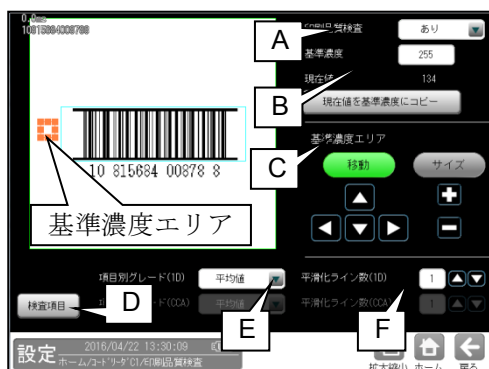 0.0ms
10815684008788
A
印刷品質検査
あり
基準濃度
255
現在値
134
B
現在値を基準濃度にコピー
基準濃度エリア
C
移動
サイズ
10 815684 00878 8
基準濃度エリア
項目別グレード(1D)
平均値
平滑化ライン数(1D)
1
検査項目
D
ド(CCA)
平均値
平滑化ライン数(CCA)
1
E
F
設定
2016/04/22 13:30:09
ホーム/コードリーダC1/印刷品質検査
拡大縮小
ホーム
戻る